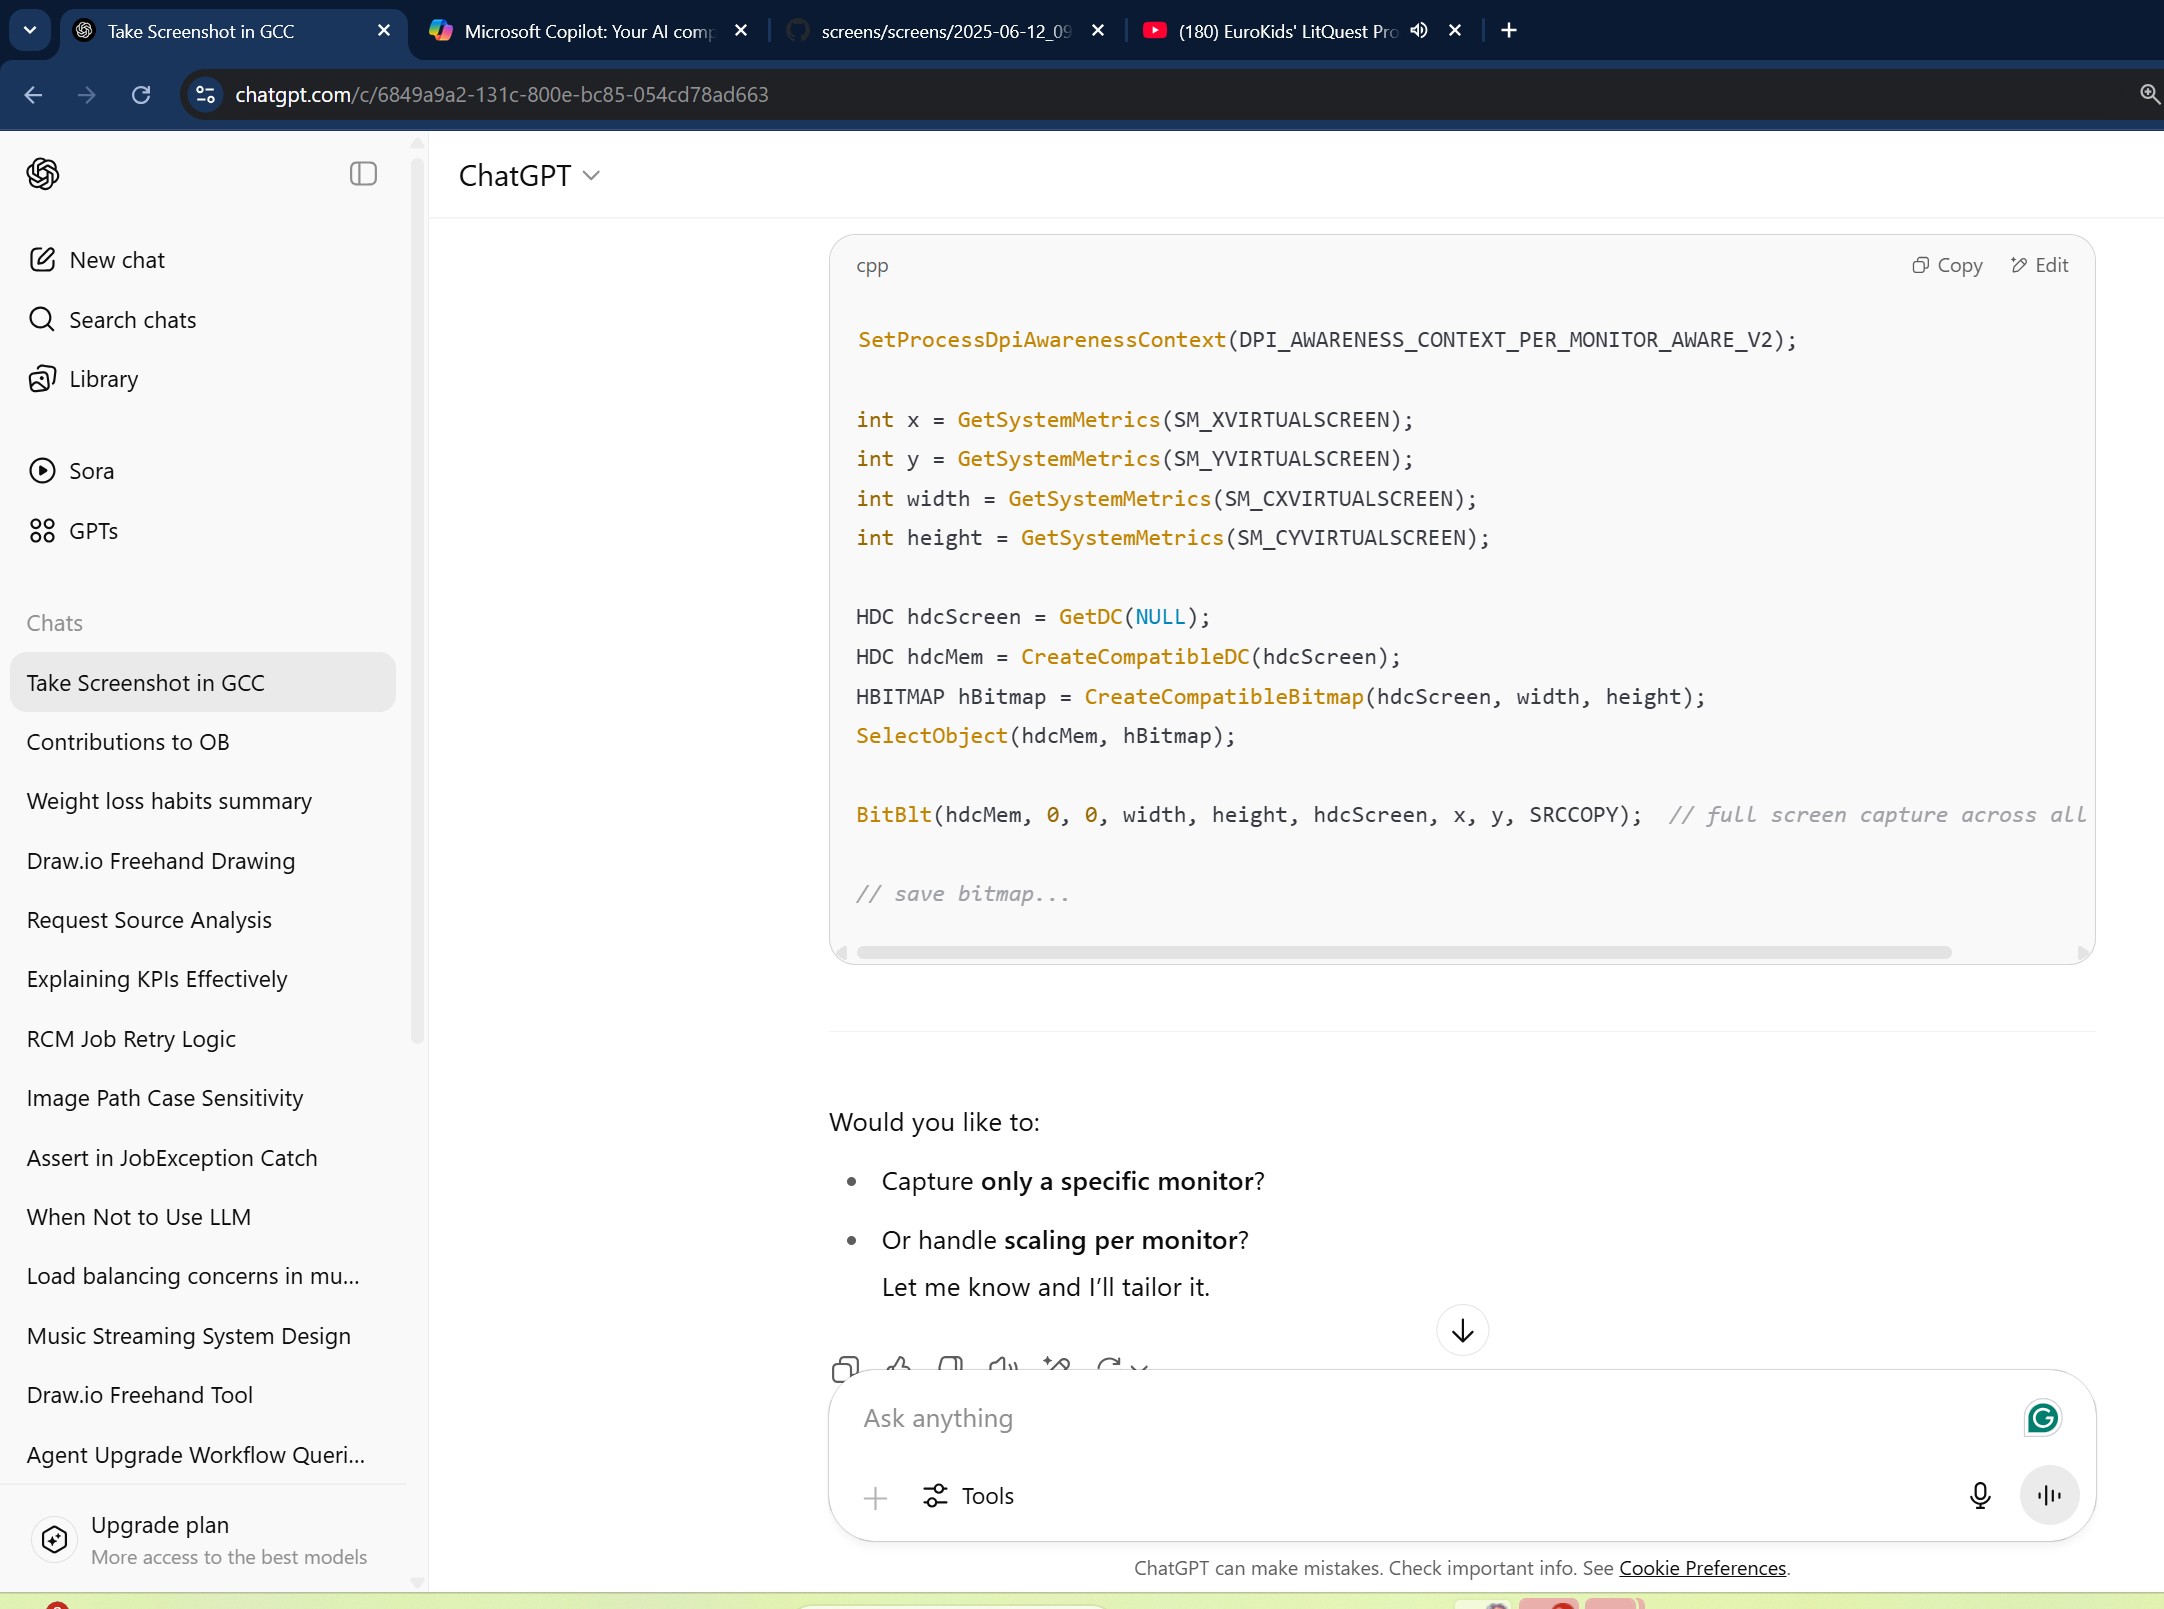 Take Screenshot in GCC
Microsoft Copilot: Your AI comp
screens/screens/2025-06-12_09
(180) EuroKids' LitQuest Pro
chatgpt.com/c/6849a9a2-131c-800e-bc85-054cd78ad663
ChatGPT
New chat
Search chats
Library
Sora
GPTs
Chats
Take Screenshot in GCC
Contributions to OB
Weight loss habits summary
Draw.io Freehand Drawing
Request Source Analysis
Explaining KPIs Effectively
RCM Job Retry Logic
Image Path Case Sensitivity
Assert in JobException Catch
When Not to Use LLM
Load balancing concerns in mu...
Music Streaming System Design
Draw.io Freehand Tool
Agent Upgrade Workflow Queri...
Upgrade plan
More access to the best models
cpp
Copy
Edit
SetProcessDpiAwarenessContext(DPI_AWARENESS_CONTEXT_PER_MONITOR_AWARE_V2);
int x = GetSystemMetrics(SM_XVIRTUALSCREEN);
int y = GetSystemMetrics(SM_YVIRTUALSCREEN);
int width = GetSystemMetrics(SM_CXVIRTUALSCREEN);
int height = GetSystemMetrics(SM_CYVIRTUALSCREEN);
HDC hdcScreen = GetDC(NULL);
HDC hdcMem = CreateCompatibleDC(hdcScreen);
HBITMAP hBitmap = CreateCompatibleBitmap(hdcScreen, width, height);
SelectObject(hdcMem, hBitmap);
BitBlt(hdcMem, 0, 0, width, height, hdcScreen, x, y, SRCCOPY);  // full screen capture across all
// save bitmap...
Would you like to:
• Capture only a specific monitor?
• Or handle scaling per monitor?
Let me know and I’ll tailor it.
Ask anything
Tools
ChatGPT can make mistakes. Check important info. See Cookie Preferences.